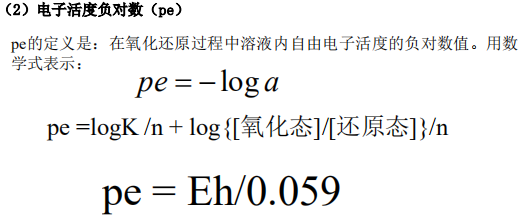 （2）电子活度负对数（pe）
pe的定义是：在氧化还原过程中溶液内自由电子活度的负对数值。用数
学式表示：
pe = −log a
pe =logK /n + log{[氧化态]/[还原态]}/n
pe = Eh/0.059